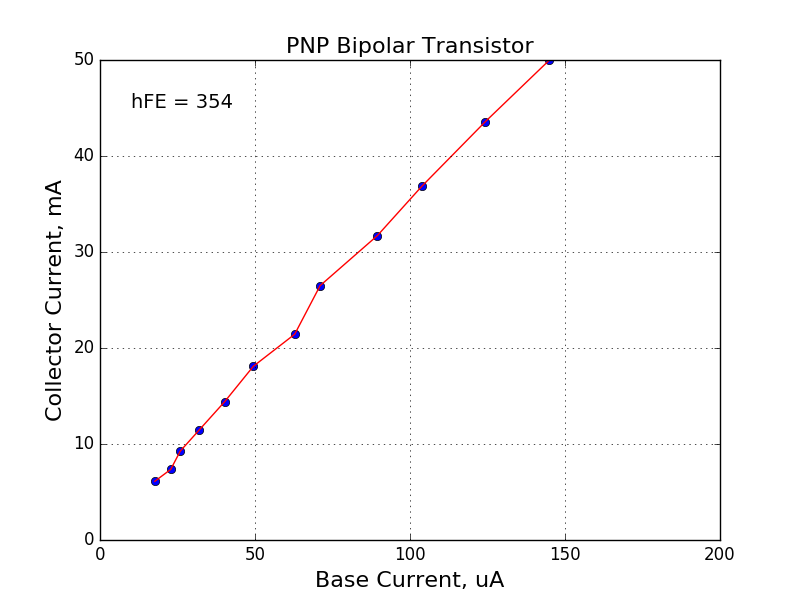 PNP Bipolar Transistor
hFE = 354
50
40
30
20
10
0
Collector Current, mA
0 50 100 150 200
Base Current, uA